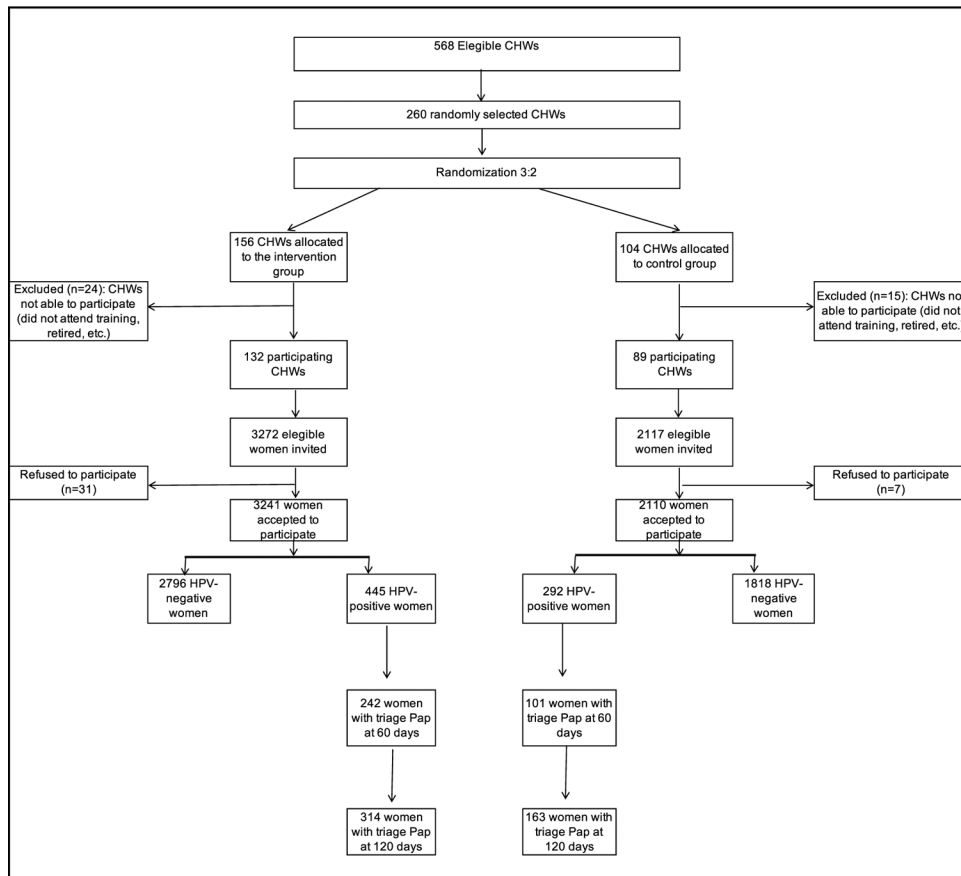 568 Elegible CHWs
260 randomly selected CHWs
Randomization 3:2
156 CHWs allocated
to the intervention
group
104 CHWs allocated
to control group
Excluded (n=24): CHWs
not able to participate
(did not attend training,
retired, etc.)
Excluded (n=15): CHWs no
able to participate (did not
attend training, retired, etc.
132 participating
CHWs
89 participating
CHWs
3272 elegible
women invited
2117 elegible
women invited
Refused to participate
(n=31)
Refused to participate
(n=7)
3241 women
accepted to
participate
2110 women
accepted to
participate
2796 HPV-
negative
women
445 HPV-
positive women
292 HPV-
positive women
1818 HPV-
negative
women
242 women
with triage Pap
at 60 days
101 women
with triage Pap
at 60 days
314 women
with triage Pap
at 120 days
163 women with
triage Pap at
120 days